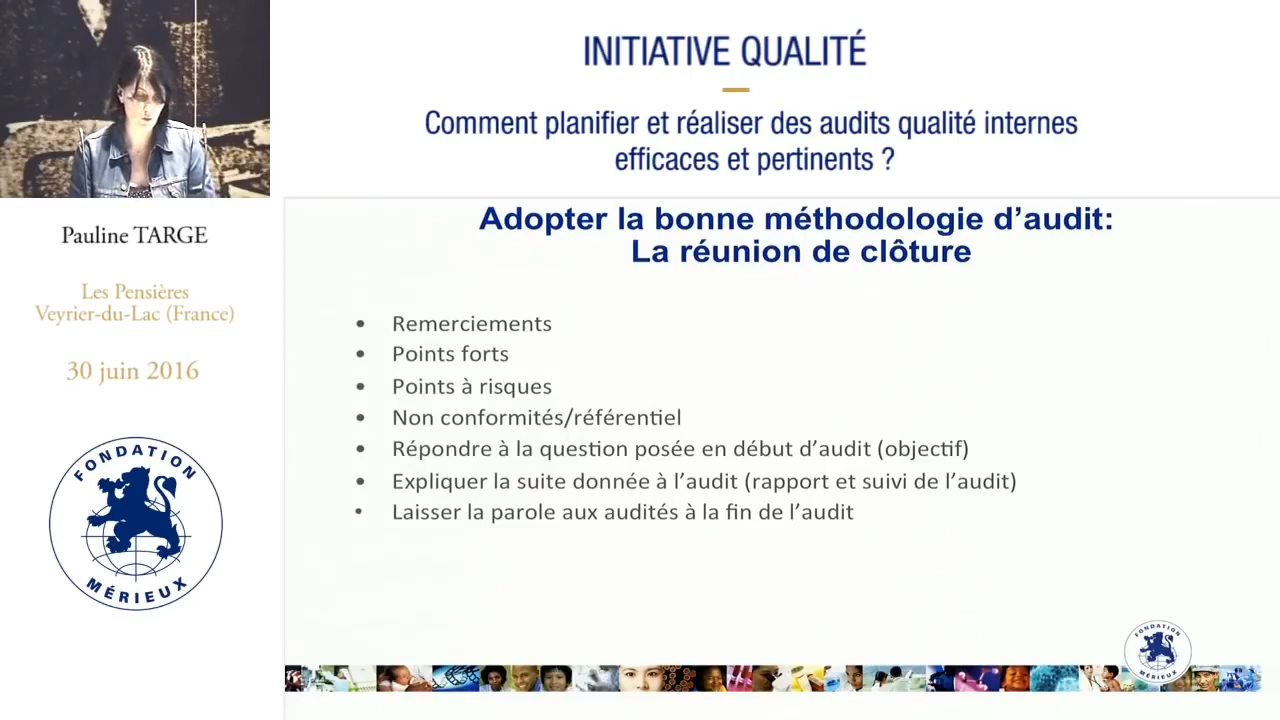 INITIATIVE QUALITÉ
Comment planifier et réaliser des audits qualité internes
efficaces et pertinents ?
Pauline TARGE
Les Pensières
Veyrier-du-Lac (France)
30 juin 2016
FONDATION
MÉRIEUX
Adopter la bonne méthodologie d’audit:
La réunion de clôture
• Remerciements
• Points forts
• Points à risques
• Non conformités/référentiel
• Répondre à la question posée en début d’audit (objectif)
• Expliquer la suite donnée à l’audit (rapport et suivi de l’audit)
• Laisser la parole aux audités à la fin de l’audit
FONDATION
MÉRIEUX